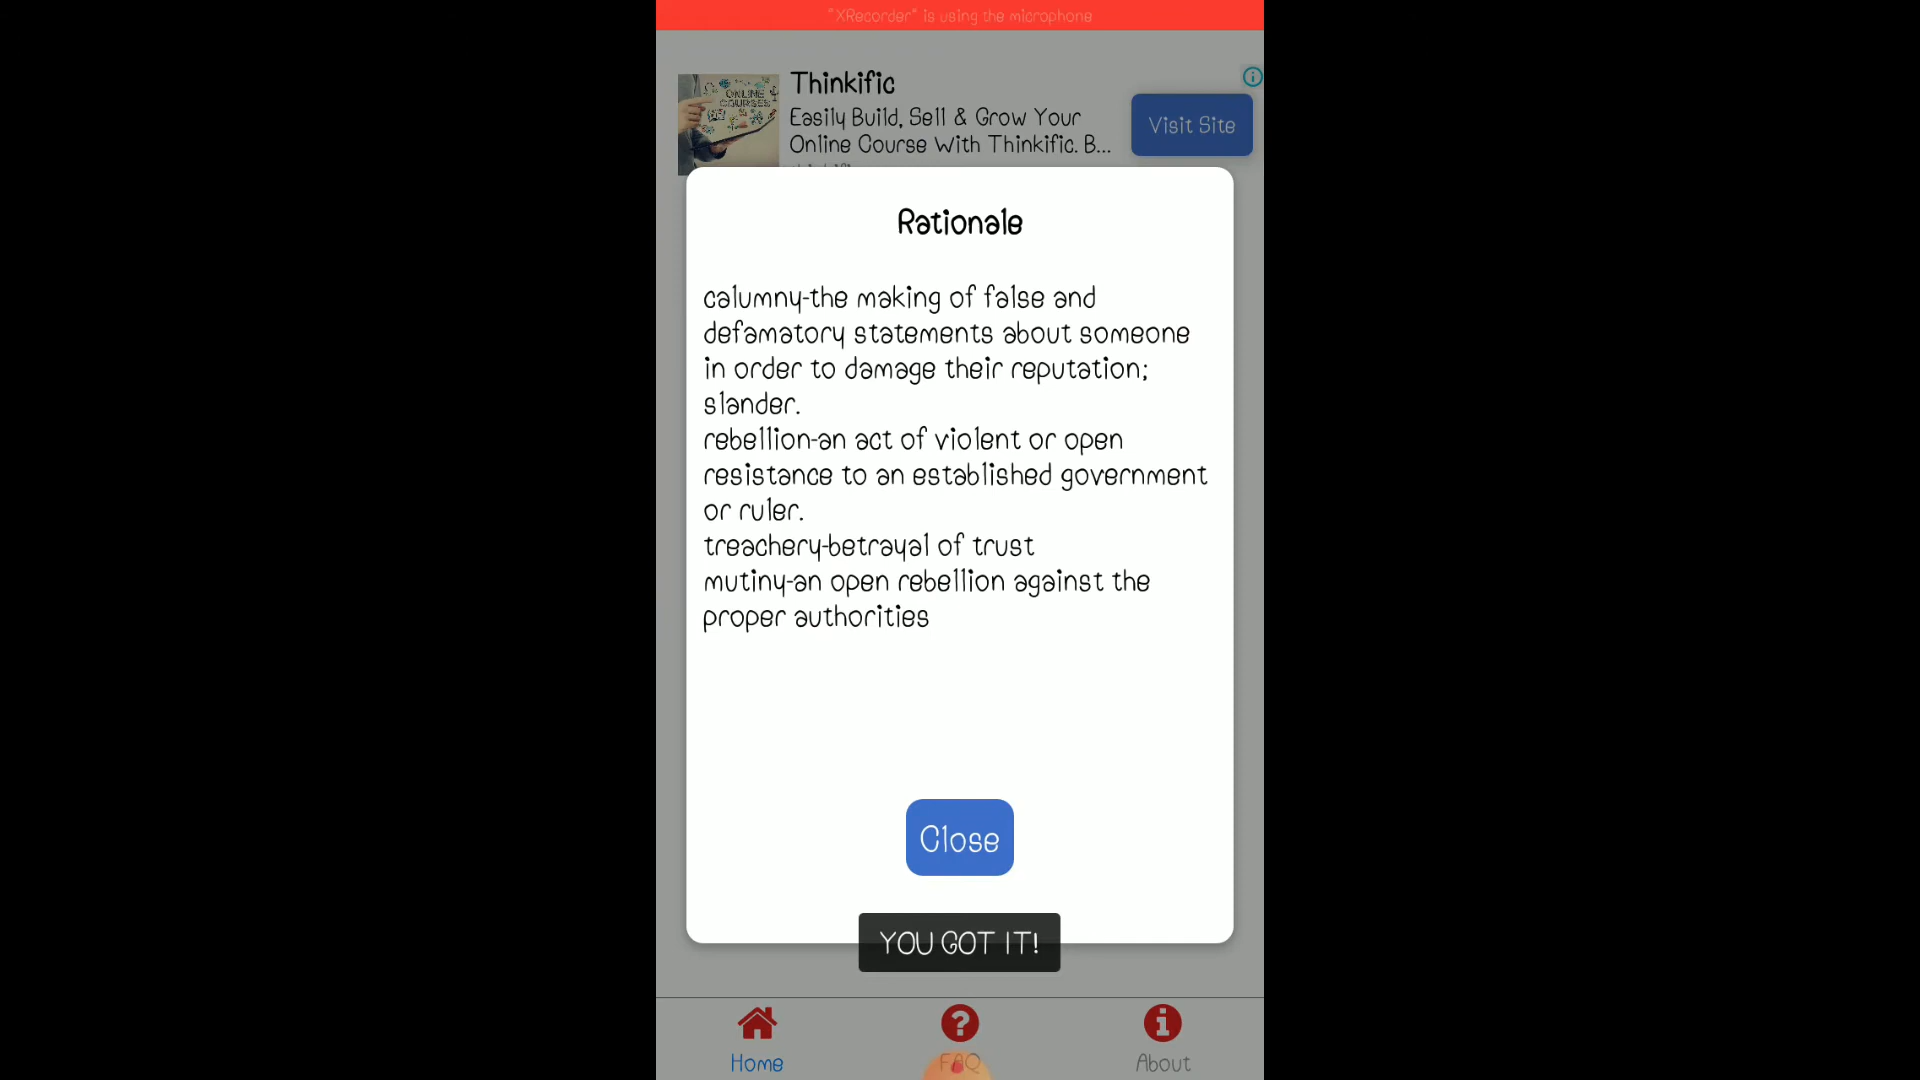 "XRecorder" is using the microphone
Thinkific
Easily Build, Sell & Grow Your
Online Course With Thinkific. B...
Visit Site
ONLINE
COURSES
Rationale
calumny-the making of false and
defamatory statements about someone
in order to damage their reputation;
slander.
rebellion-an act of violent or open
resistance to an established government
or ruler.
treachery-betrayal of trust
mutiny-an open rebellion against the
proper authorities
Close
YOU GOT IT!
Home
FAQ
About